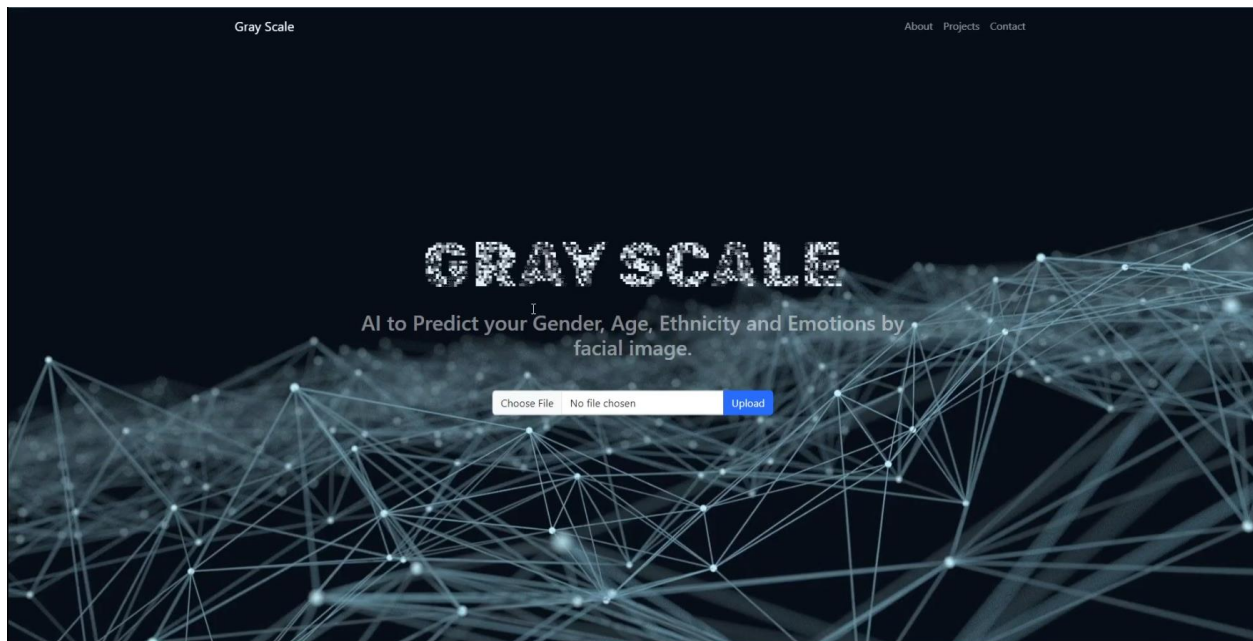 Gray Scale
About Projects Contact
GRAY SCALE
AI to Predict your Gender, Age, Ethnicity and Emotions by
facial image.
Choose File No file chosen Upload